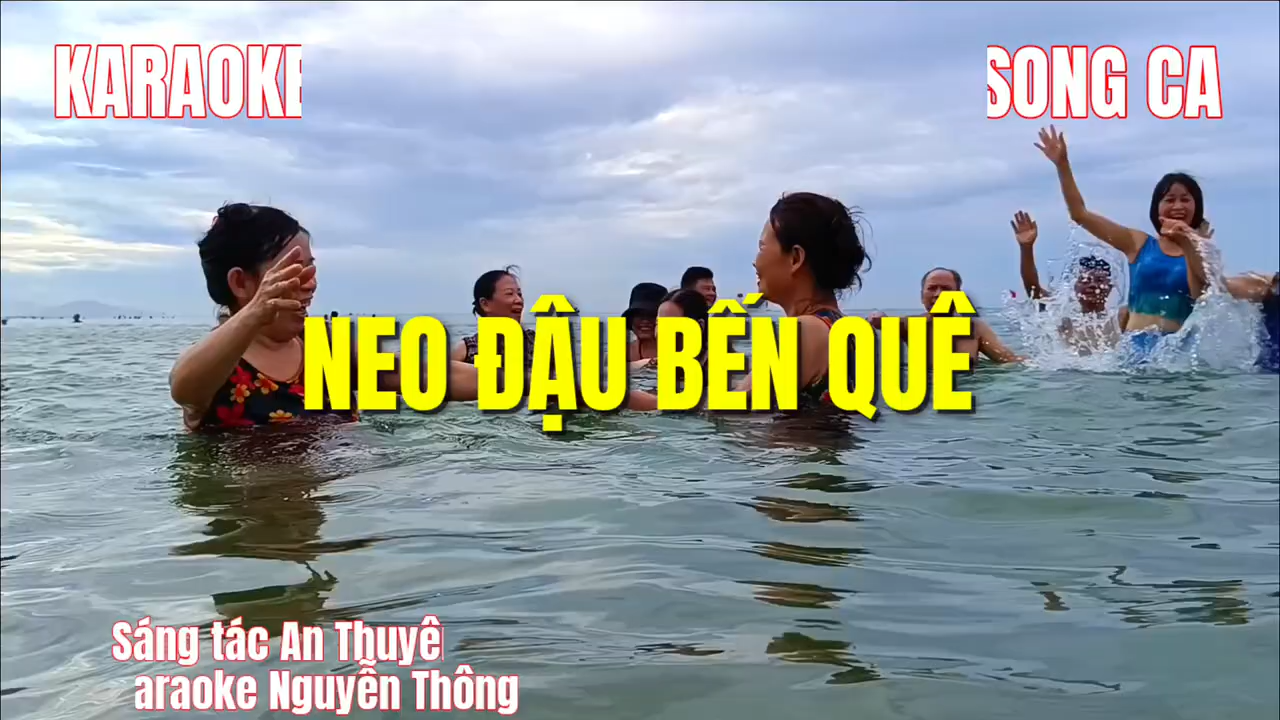 KARAOKE
SONG CA
NEO ĐẬU BẾN QUÊ
Sáng tác An Thuyê
araoke Nguyễn Thông